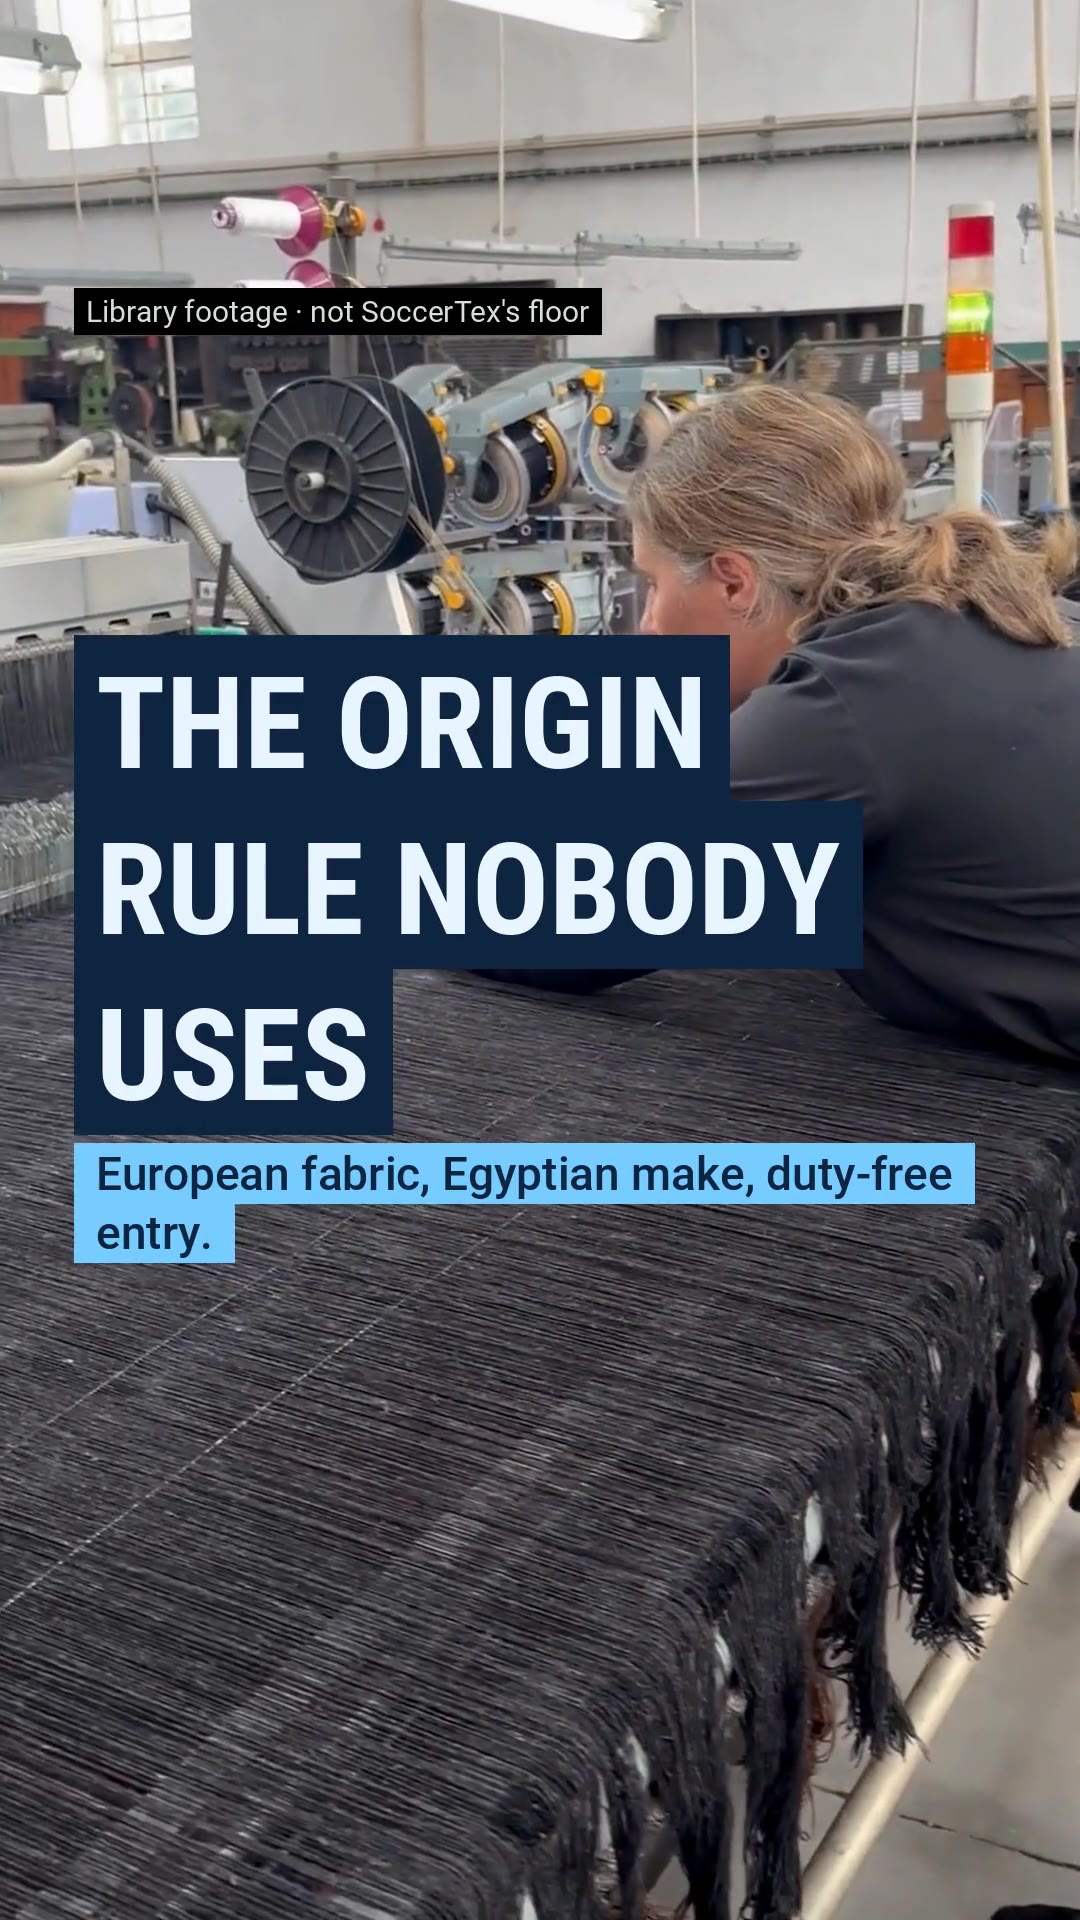 Library footage · not SoccerTex's floor
THE ORIGIN
RULE NOBODY
USES
European fabric, Egyptian make, duty-free
entry.